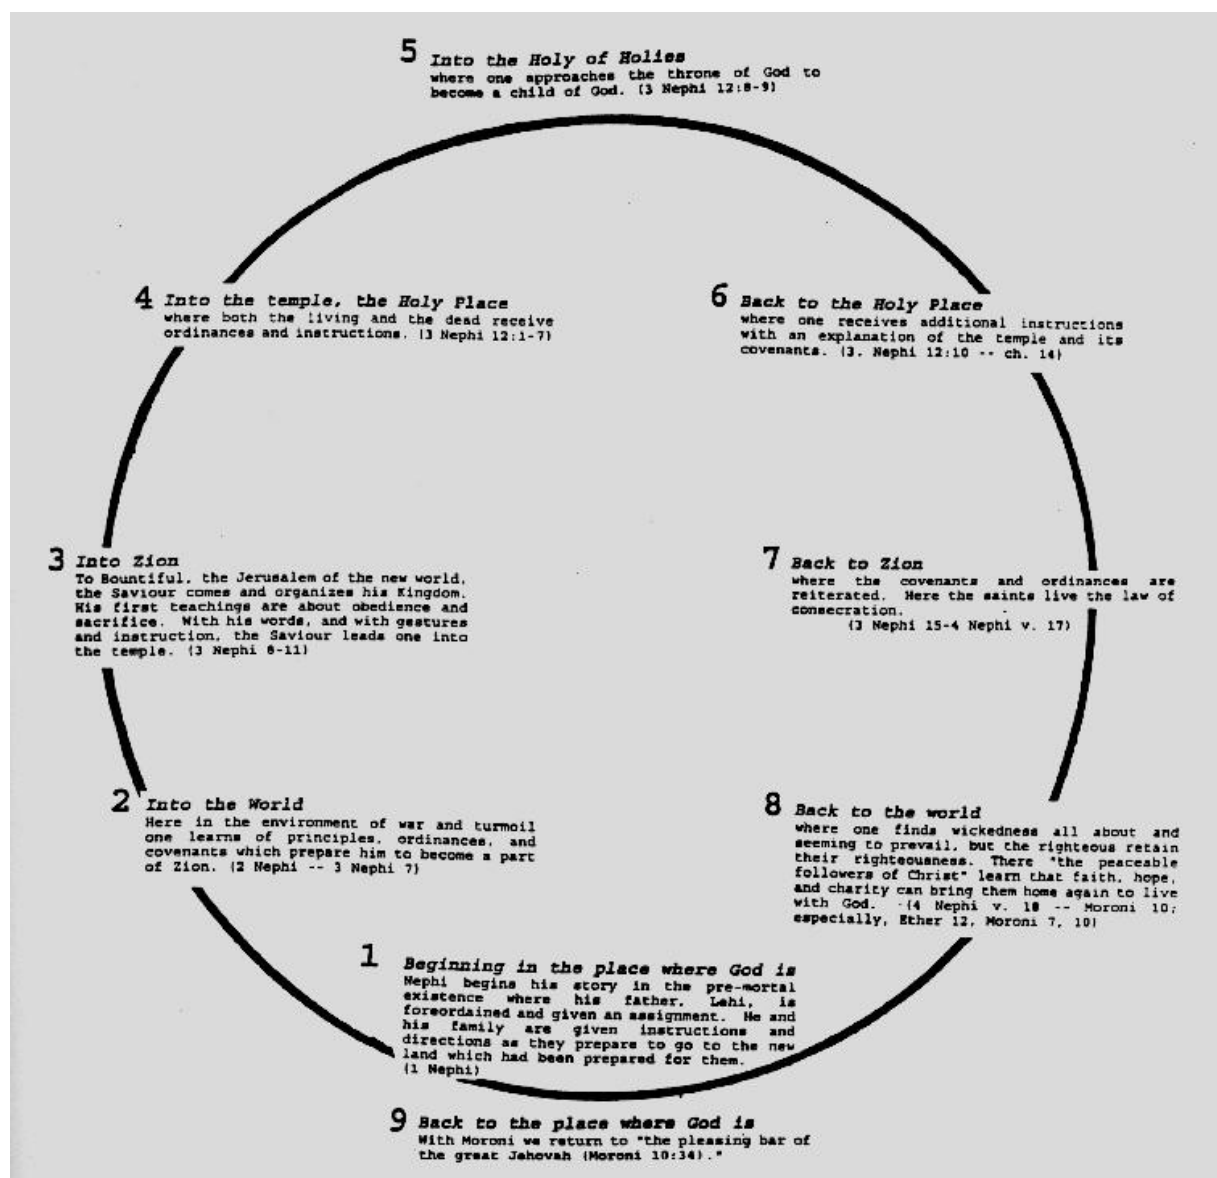 5 Into the Holy of Holies
where one approaches the throne of God to
become a child of God. (3 Nephi 12:8-9)
4 Into the temple, the Holy Place
where both the living and the dead receive
ordinances and instructions. (3 Nephi 12:1-7)
6 Back to the Holy Place
where one receives additional instructions
with an explanation of the temple and its
covenants. (3. Nephi 12:10 -- ch. 14)
3 Into Zion
To Bountiful, the Jerusalem of the new world,
the Saviour comes and organizes his Kingdom.
His first teachings are about obedience and
sacrifice. With his words, and with gestures
and instruction, the Saviour leads one into
the temple. (3 Nephi 8-11)
7 Back to Zion
where the covenants and ordinances are
reiterated. Here the saints live the law of
consecration.
(3 Nephi 15-4 Nephi v. 17)
2 Into the World
Here in the environment of war and turmoil
one learns of principles, ordinances, and
covenants which prepare him to become a part
of Zion. (2 Nephi -- 3 Nephi 7)
8 Back to the world
where one finds wickedness all about and
seeming to prevail, but the righteous retain
their righteousness. There "the peaceable
followers of Christ" learn that faith, hope,
and charity can bring them home again to live
with God. (4 Nephi v. 18 -- Moroni 10;
especially, Ether 12, Moroni 7, 10)
1 Beginning in the place where God is
Nephi begins his story in the pre-mortal
existence where his father, Lehi, is
foreordained and given an assignment. He and
his family are given instructions and
directions as they prepare to go to the new
land which had been prepared for them.
(1 Nephi)
9 Back to the place where God is
With Moroni we return to "the pleasing bar of
the great Jehovah (Moroni 10:34)."